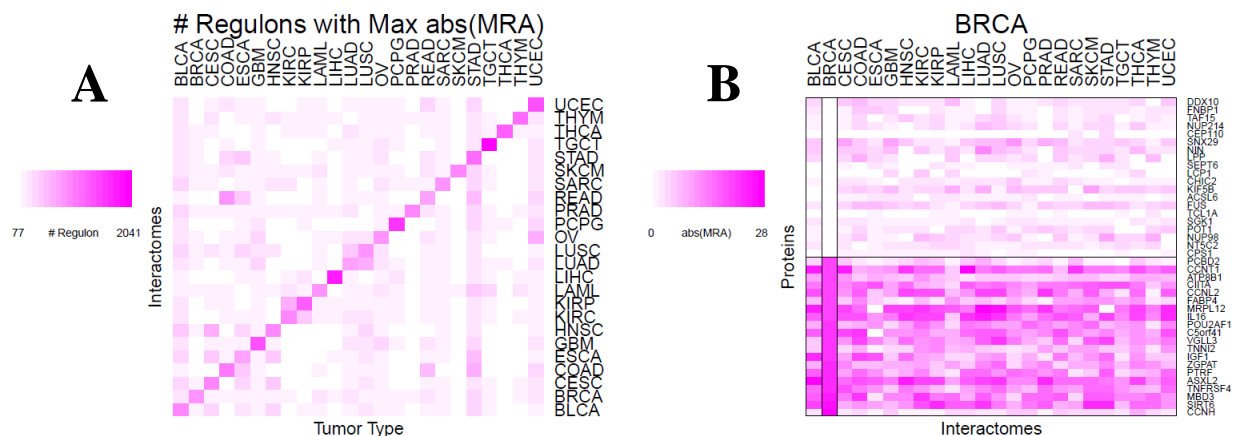 A
# Regulons with Max abs(MRA)
BLCA
BRCA
CESC
COAD
ESCA
GBM
HNSC
KIRC
KIRP
LAML
LIHC
LUAD
LUSC
OV
PCPG
PRAD
READ
SARC
SKCM
STAD
TGCT
THCA
THYM
UCEC
77 # Regulon 2041
Interactomes
UCEC
THYM
THCA
TGCT
STAD
SKCM
SARC
READ
PRAD
PCPG
OV
LUSC
LUAD
LIHC
LAML
KIRP
KIRC
HNSC
GBM
ESCA
COAD
CESC
BRCA
BLCA
Tumor Type
B
BRCA
BLCA
BRCA
CESC
COAD
ESCA
GBM
HNSC
KIRC
KIRP
LAML
LIHC
LUAD
LUSC
OV
PCPG
PRAD
READ
SARC
SKCM
STAD
TGCT
THCA
THYM
UCEC
0 abs(MRA) 28
Proteins
DDX10
FNBP1
TAF15
NUP214
CEP110
SNX29
NIN
LPP
SEPT6
LCP1
CHIC2
KIF5B
ACSL6
FUS
TCL1A
SGK1
POT1
NUP98
NT5C2
CPS1
PCBD2
CCNT1
ATP8B1
CIITA
CCNL2
FABP4
MRPL12
IL16
POU2AF1
C5orf41
VGLL3
TNNI2
IGF1
ZGPAT
PTRF
ASXL2
TNFRSF4
MBD3
SIRT6
CCNH
Interactomes